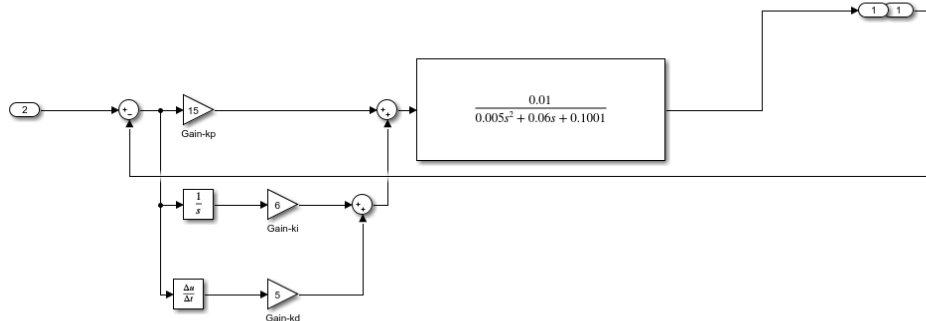 1 1
2
+
−
15
Gain-kp
+
+
0.01
0.005s² + 0.06s + 0.1001
1
s
6
Gain-ki
+
+
Δu
Δt
5
Gain-kd